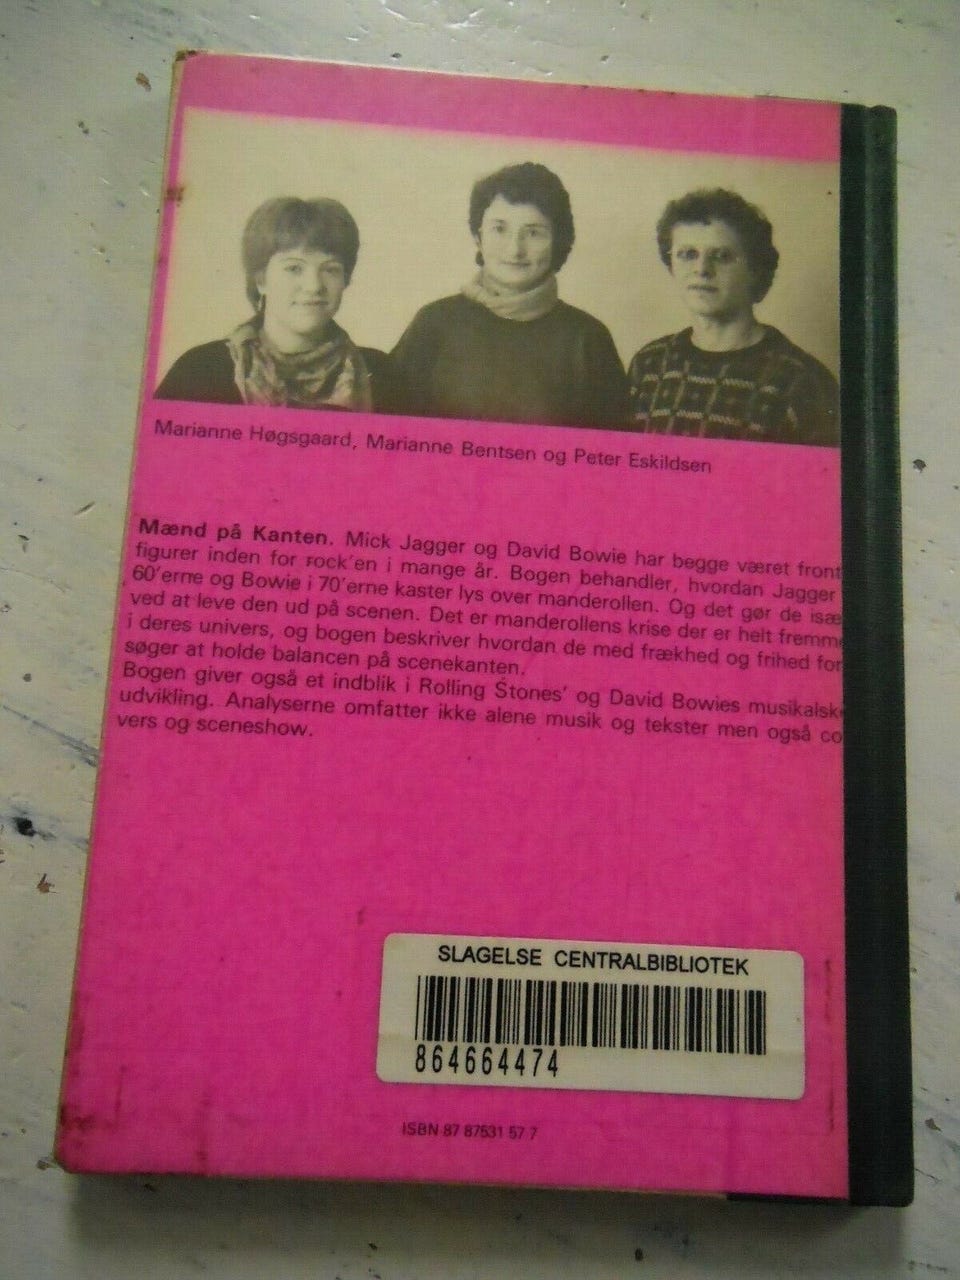 Marianne Høgsgaard, Marianne Bentsen og Peter Eskildsen
Mænd på Kanten. Mick Jagger og David Bowie har begge været front
figurer inden for rock'en i mange år. Bogen behandler, hvordan Jagger
60'erne og Bowie i 70'erne kaster lys over manderollen. Og det gør de isæ
ved at leve den ud på scenen. Det er manderollens krise der er helt fremme
i deres univers, og bogen beskriver hvordan de med frækhed og frihed for
søger at holde balancen på scenekanten.
Bogen giver også et indblik i Rolling Stones' og David Bowies musikalske
udvikling. Analyserne omfatter ikke alene musik og tekster men også co
vers og sceneshow.
SLAGELSE CENTRALBIBLIOTEK
864664474
ISBN 87 87531 57 7